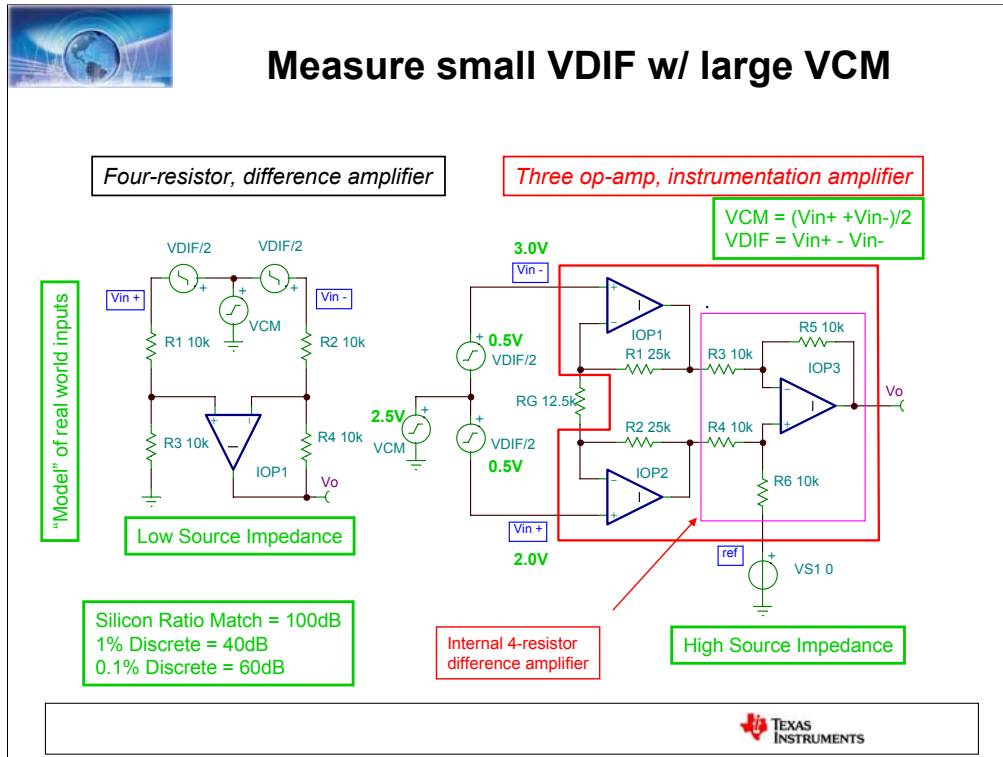 Measure small VDIF w/ large VCM
Four-resistor, difference amplifier
Three op-amp, instrumentation amplifier
VCM = (Vin+ +Vin-)/2
VDIF = Vin+ - Vin-
"Model" of real world inputs
VDIF/2
VDIF/2
Vin +
Vin -
+
+
+
VCM
R1 10k
R2 10k
+
-
R3 10k
R4 10k
IOP1
Vo
Low Source Impedance
Silicon Ratio Match = 100dB
1% Discrete = 40dB
0.1% Discrete = 60dB
3.0V
Vin -
+
-
IOP1
+
0.5V
VDIF/2
R1 25k
R3 10k
R5 10k
IOP3
-
+
Vo
RG 12.5k
2.5V
+
VCM
+
VDIF/2
0.5V
R2 25k
R4 10k
-
+
IOP2
R6 10k
Vin +
2.0V
ref
+
VS1 0
Internal 4-resistor
difference amplifier
High Source Impedance
TEXAS
INSTRUMENTS